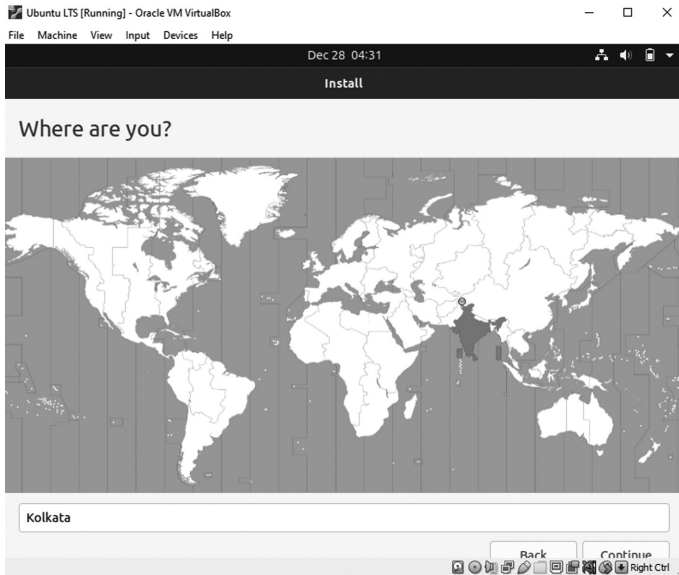 Ubuntu LTS [Running] - Oracle VM VirtualBox
File Machine View Input Devices Help
Dec 28 04:31
Install
Where are you?
Kolkata
Back Continue
Right Ctrl